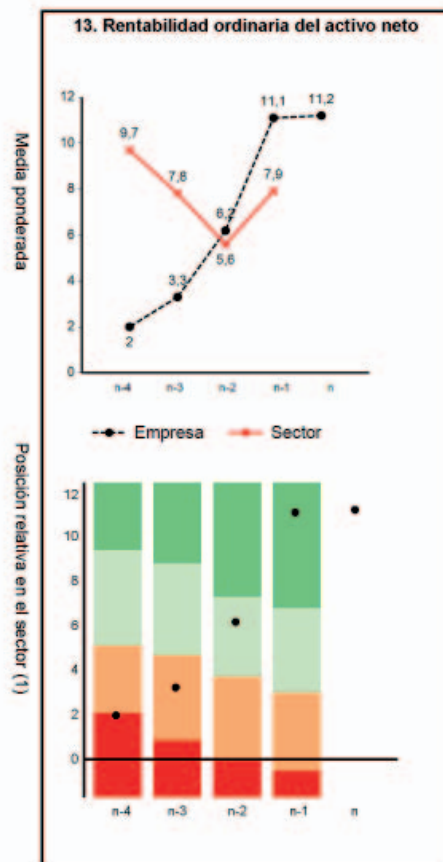 13. Rentabilidad ordinaria del activo neto
Media ponderada
12
10
8
6
4
2
0
9,7
7,8
6,2
5,6
7,9
11,1
11,2
3,3
2
n-4
n-3
n-2
n-1
n
Empresa
Sector
Posición relativa en el sector (1)
12
10
8
6
4
2
0
n-4
n-3
n-2
n-1
n